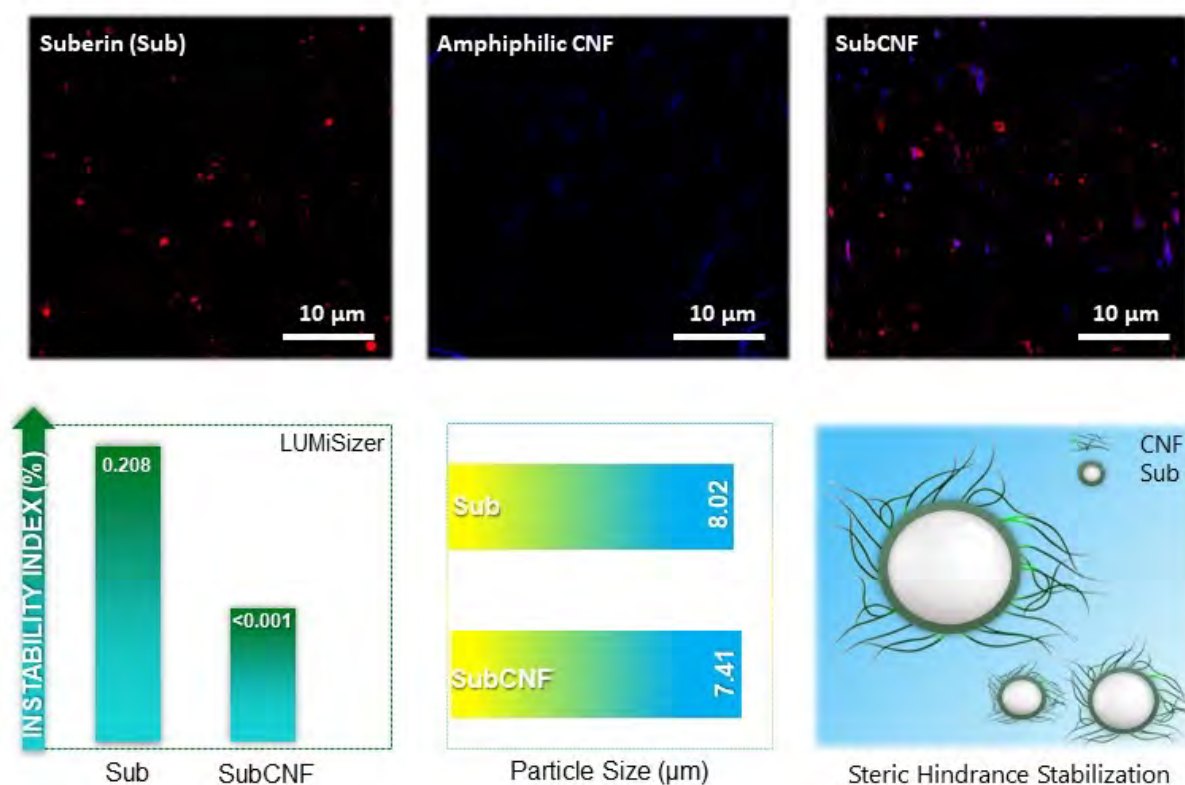 Suberin (Sub)
Amphiphilic CNF
SubCNF
10 µm
10 µm
10 µm
INSTABILITY INDEX (%)
LUMiSizer
0.208
<0.001
Sub
SubCNF
Sub
8.02
SubCNF
7.41
Particle Size (µm)
CNF
Sub
Steric Hindrance Stabilization